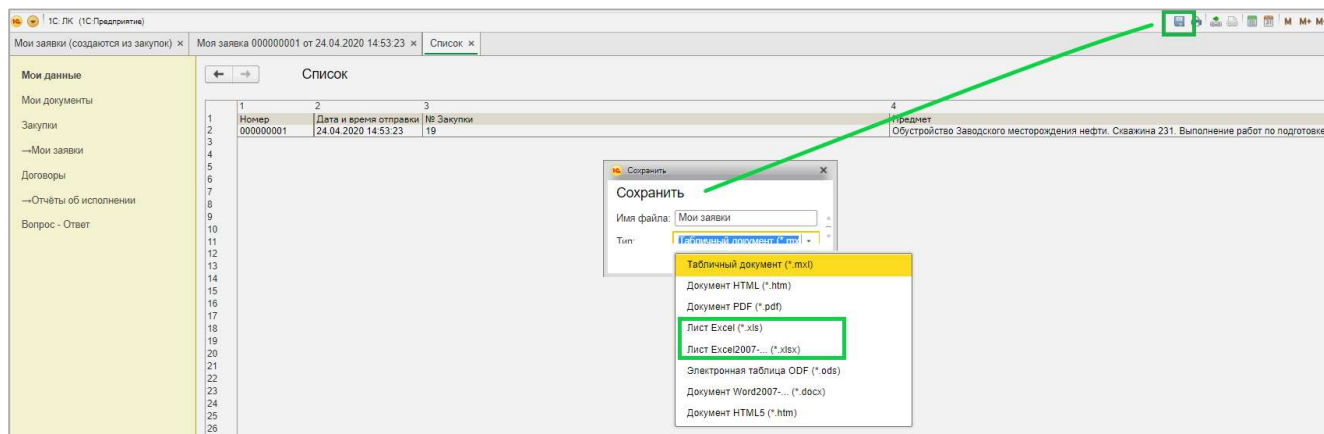 1С: ЛК (1С:Предприятие)
M M+ M
Мои заявки (создаются из закупок) × Моя заявка 000000001 от 24.04.2020 14:53:23 × Список ×
Мои данные
Мои документы
Закупки
→Мои заявки
Договоры
→Отчёты об исполнении
Вопрос - Ответ
Список
1 2 3 4
1 Номер Дата и время отправки № Закупки Предмет
2 000000001 24.04.2020 14:53:23 19 Обустройство Заводского месторождения нефти. Скважина 231. Выполнение работ по подготовке
3
4
5
6
7
8
9
10
11
12
13
14
15
16
17
18
19
20
21
22
23
24
25
26
Сохранить ×
Сохранить
Имя файла: Мои заявки
Тип: Табличный документ (*.mx
Табличный документ (*.mxl)
Документ HTML (*.htm)
Документ PDF (*.pdf)
Лист Excel (*.xls)
Лист Excel2007-... (*.xlsx)
Электронная таблица ODF (*.ods)
Документ Word2007-... (*.docx)
Документ HTML5 (*.htm)